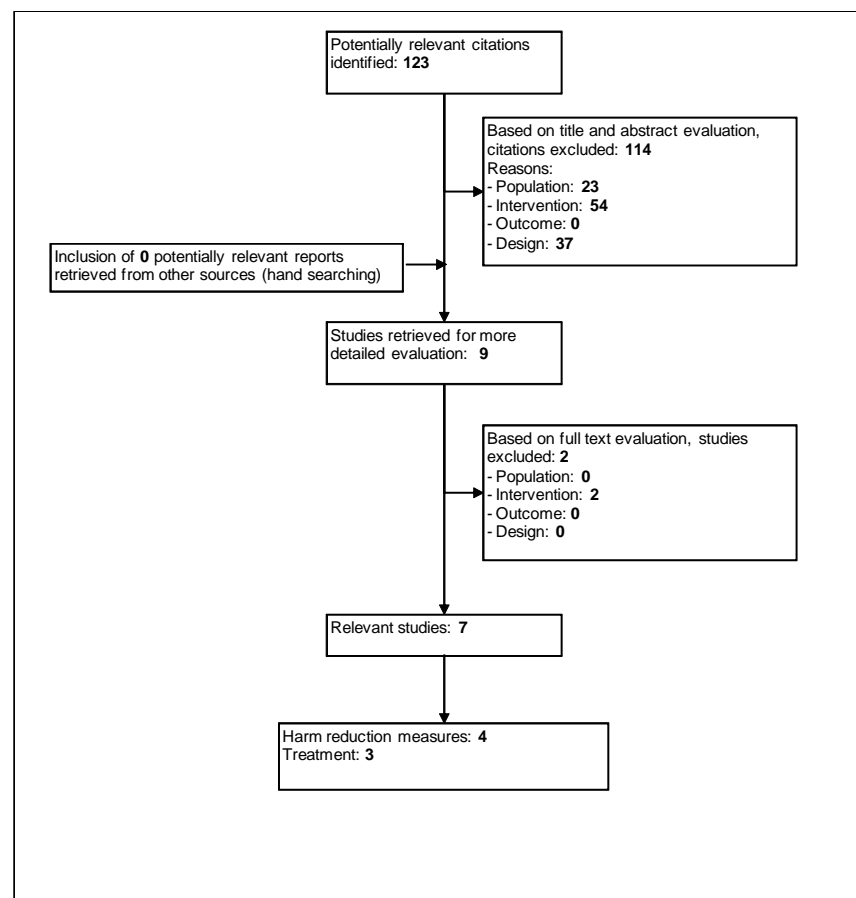 Potentially relevant citations
identified: 123
Based on title and abstract evaluation,
citations excluded: 114
Reasons:
- Population: 23
- Intervention: 54
- Outcome: 0
- Design: 37
Inclusion of 0 potentially relevant reports
retrieved from other sources (hand searching)
Studies retrieved for more
detailed evaluation: 9
Based on full text evaluation, studies
excluded: 2
- Population: 0
- Intervention: 2
- Outcome: 0
- Design: 0
Relevant studies: 7
Harm reduction measures: 4
Treatment: 3